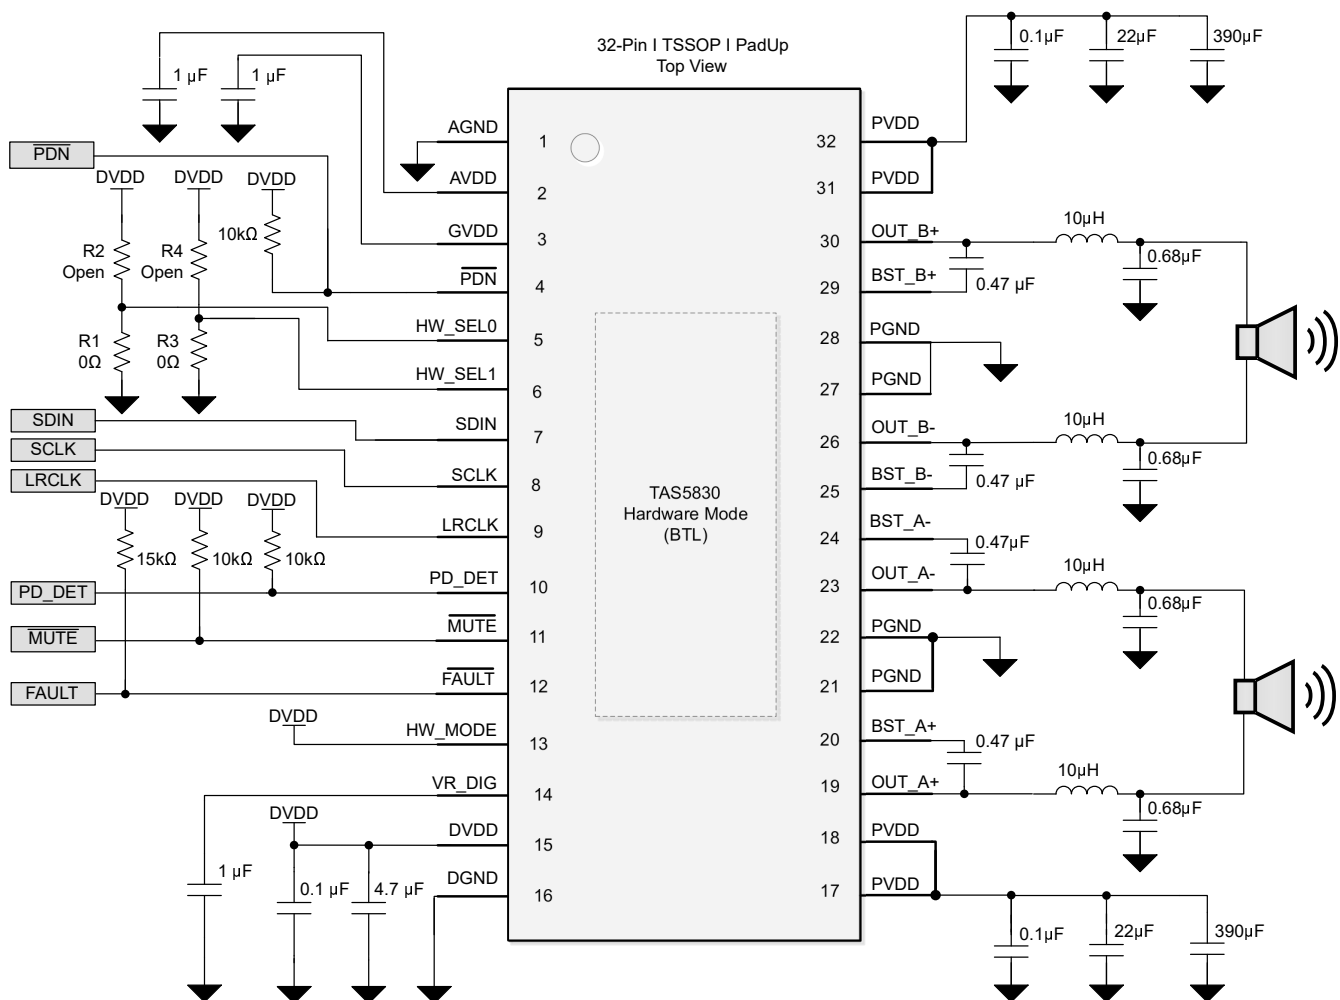 32-Pin I TSSOP I PadUp
Top View
1 µF
1 µF
0.1µF
22µF
390µF
PDN
DVDD
DVDD
DVDD
R2
Open
R4
Open
10kΩ
R1
0Ω
R3
0Ω
SDIN
SCLK
LRCLK
DVDD
DVDD
DVDD
15kΩ
10kΩ
10kΩ
PD_DET
MUTE
FAULT
DVDD
DVDD
1 µF
0.1 µF
4.7 µF
AGND
1
AVDD
2
GVDD
3
PDN
4
HW_SEL0
5
HW_SEL1
6
SDIN
7
SCLK
8
LRCLK
9
PD_DET
10
MUTE
11
FAULT
12
HW_MODE
13
VR_DIG
14
DVDD
15
DGND
16
TAS5830
Hardware Mode
(BTL)
32
PVDD
31
PVDD
30
OUT_B+
29
BST_B+
28
PGND
27
PGND
26
OUT_B-
25
BST_B-
24
BST_A-
23
OUT_A-
22
PGND
21
PGND
20
BST_A+
19
OUT_A+
18
PVDD
17
PVDD
10µH
0.68µF
0.47 µF
10µH
0.68µF
0.47 µF
0.47µF
10µH
0.68µF
0.47 µF
10µH
0.68µF
0.1µF
22µF
390µF